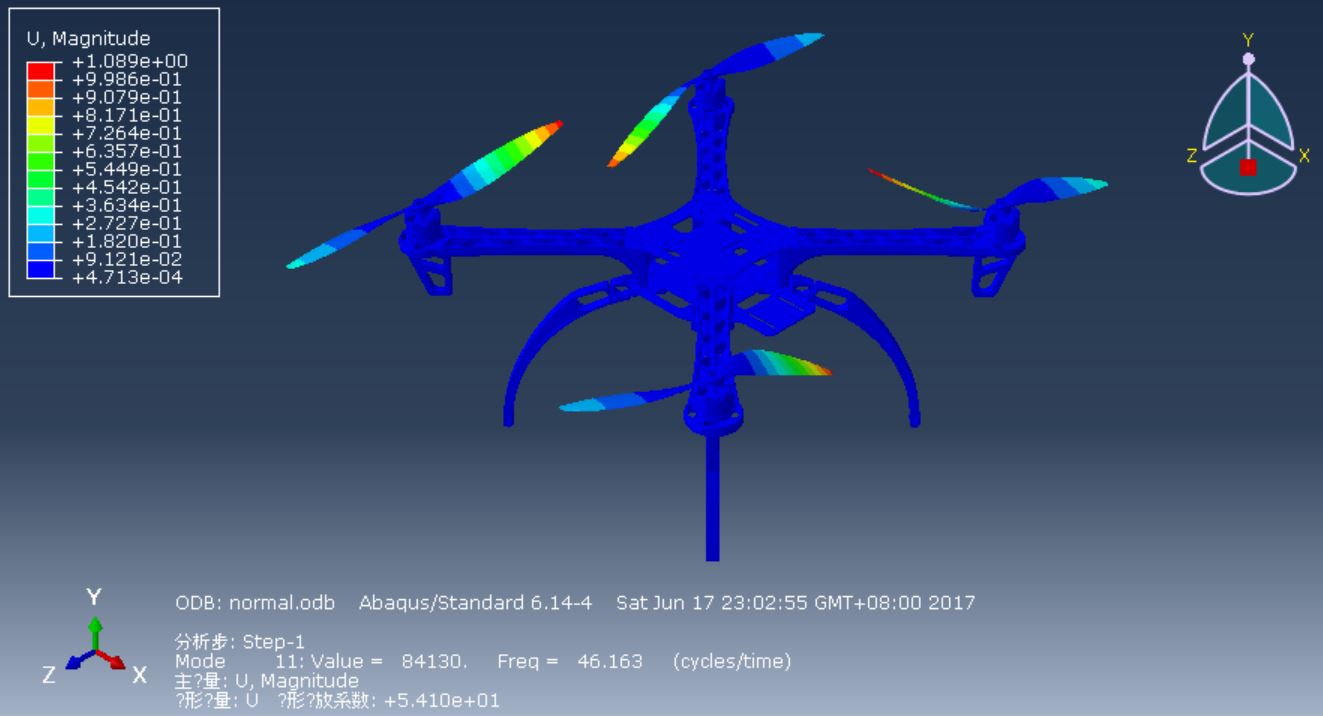 U, Magnitude
+1.089e+00
+9.986e-01
+9.079e-01
+8.171e-01
+7.264e-01
+6.357e-01
+5.449e-01
+4.542e-01
+3.634e-01
+2.727e-01
+1.820e-01
+9.121e-02
+4.713e-04
Y
Z
X
Y
Z
X
ODB: normal.odb Abaqus/Standard 6.14-4 Sat Jun 17 23:02:55 GMT+08:00 2017
分析步: Step-1
Mode 11: Value = 84130. Freq = 46.163 (cycles/time)
主?量: U, Magnitude
?形?量: U ?形?放系数: +5.410e+01